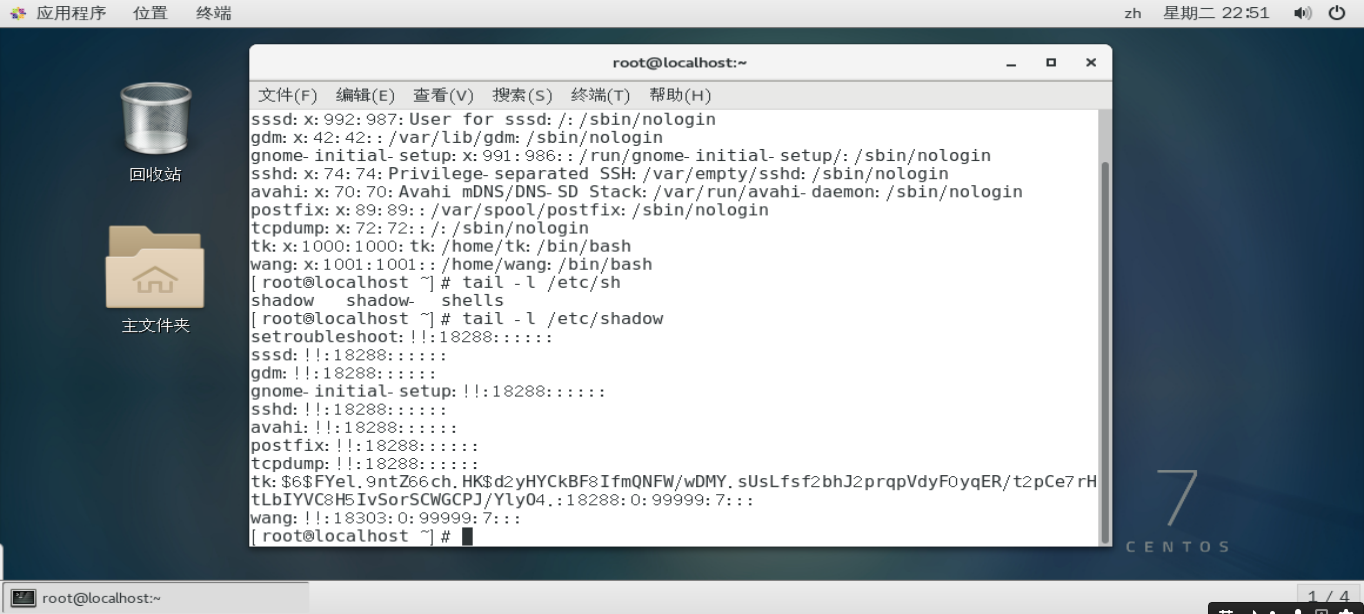 应用程序 位置 终端 zh 星期二 22:51
root@localhost:~
文件(F) 编辑(E) 查看(V) 搜索(S) 终端(T) 帮助(H)
sssd:x:992:987:User for sssd:/:/sbin/nologin
gdm:x:42:42::/var/lib/gdm:/sbin/nologin
gnome-initial-setup:x:991:986::/run/gnome-initial-setup/:/sbin/nologin
sshd:x:74:74:Privilege-separated SSH:/var/empty/sshd:/sbin/nologin
avahi:x:70:70:Avahi mDNS/DNS-SD Stack:/var/run/avahi-daemon:/sbin/nologin
postfix:x:89:89::/var/spool/postfix:/sbin/nologin
tcpdump:x:72:72::/:/sbin/nologin
tk:x:1000:1000:tk:/home/tk:/bin/bash
wang:x:1001:1001::/home/wang:/bin/bash
[root@localhost ~]# tail -l /etc/sh
shadow shadow- shells
[root@localhost ~]# tail -l /etc/shadow
setroubleshoot:!!:18288::::::
sssd:!!:18288::::::
gdm:!!:18288::::::
gnome-initial-setup:!!:18288::::::
sshd:!!:18288::::::
avahi:!!:18288::::::
postfix:!!:18288::::::
tcpdump:!!:18288::::::
tk:$6$FYel.9ntZ66ch.HK$d2yHYCkBF8IfmQNFW/wDMY.sUsLfsf2bhJ2prqpVdyF0yqER/t2pCe7rH
tLbIYVC8H5IvSorSCWGCPJ/YlyO4.:18288:0:99999:7:::
wang:!!:18303:0:99999:7:::
[root@localhost ~]#
回收站
主文件夹
7
CENTOS
root@localhost:~
1 / 4